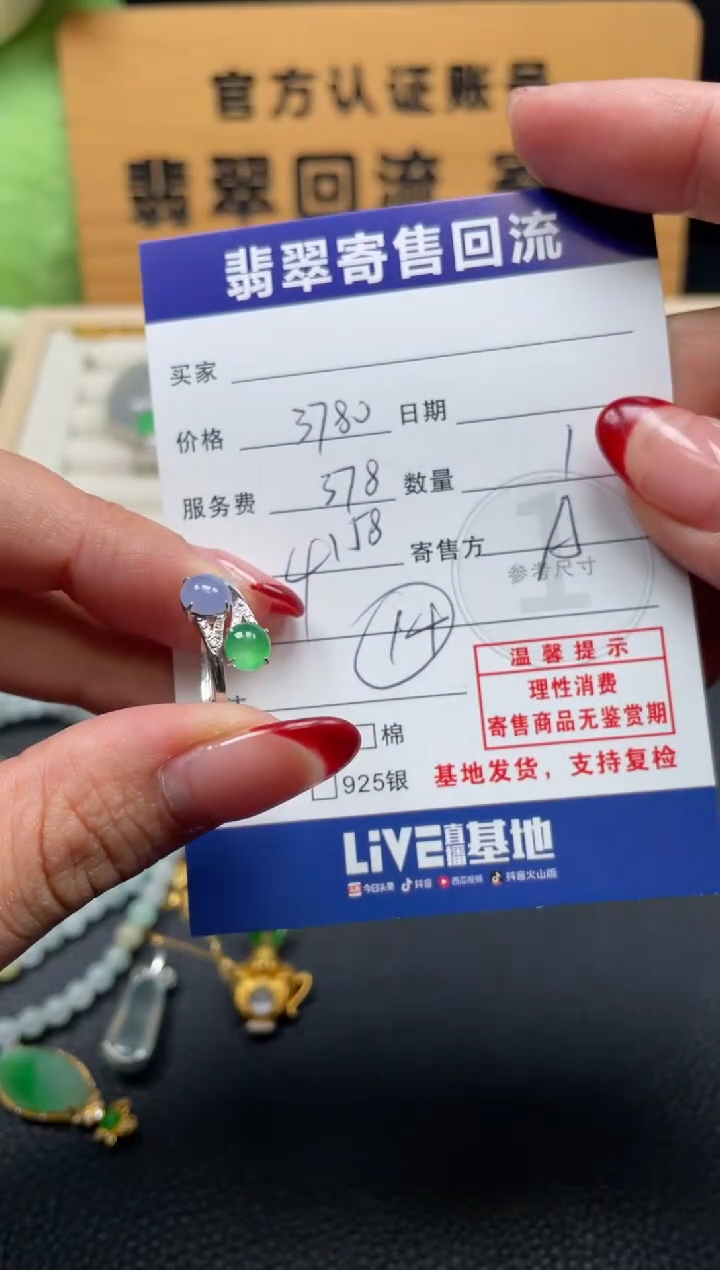 官方认证账号
翡翠回流
翡翠寄售回流
买家
价格 3780 日期
服务费 378 数量 1
4158 寄售方 A
参考尺寸
1
14
温馨提示
理性消费
寄售商品无鉴赏期
棉
925银 基地发货，支持复检
LiVE直播基地
今日头条 抖音 西瓜视频 抖音火山版